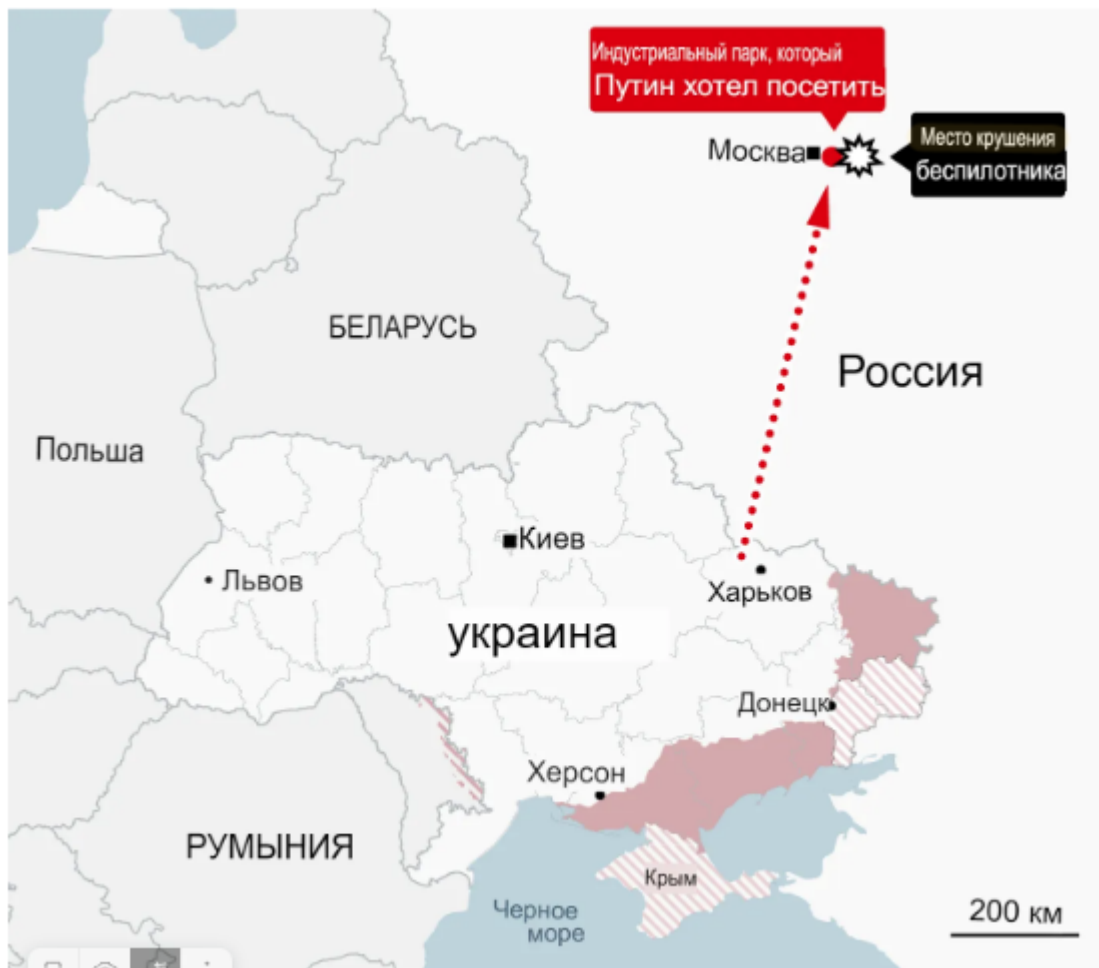 Индустриальный парк, который
Путин хотел посетить
Москва
Место крушения
беспилотника
БЕЛАРУСЬ
Россия
Польша
Киев
Львов
Харьков
украина
Донецк
Херсон
РУМЫНИЯ
Крым
Черное
море
200 км